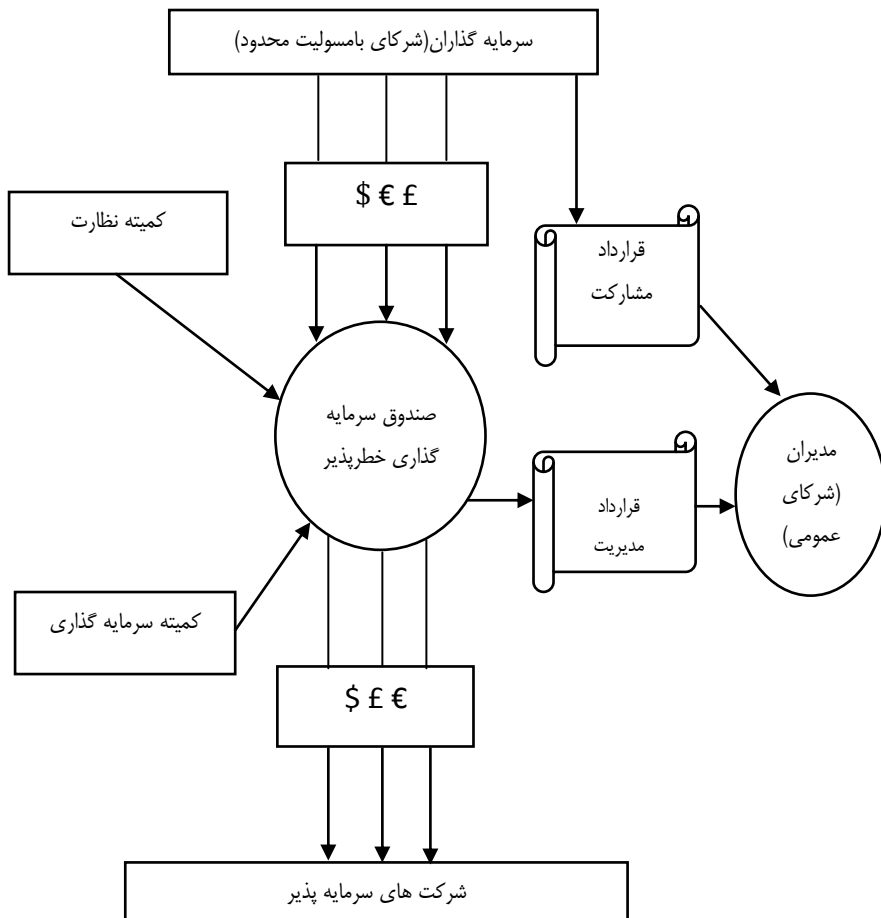 سرمایه گذاران(شرکای بامسولیت محدود)
$ € £
کمیته نظارت
قرارداد
مشارکت
صندوق سرمایه
گذاری خطرپذیر
مدیران
(شرکای
عمومی)
قرارداد
مدیریت
کمیته سرمایه گذاری
$ £ €
شرکت های سرمایه پذیر